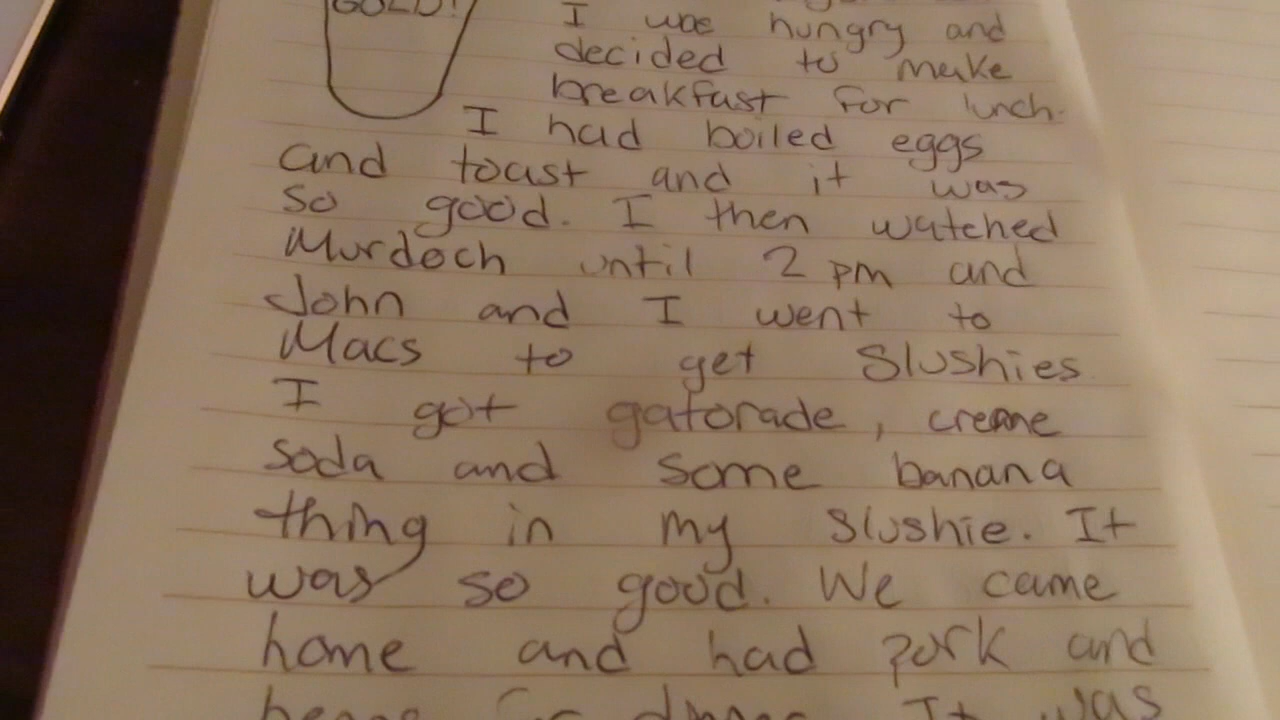 GOLD!
I was hungry and
decided to make
breakfast for lunch.
I had boiled eggs
and toast and it was
so good. I then watched
Murdoch until 2 pm and
John and I went to
Macs to get Slushies
I got gatorade, creme
soda and some banana
thing in my slushie. It
was so good. We came
home and had pork and
It was